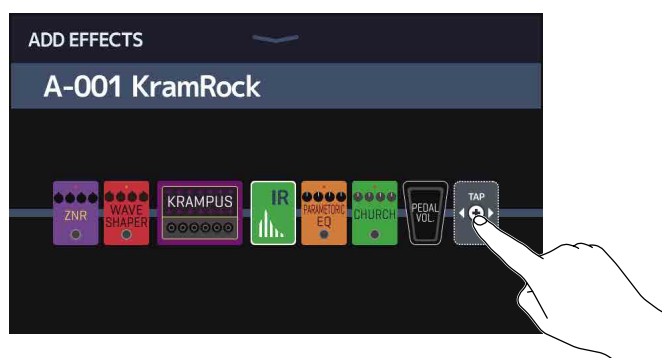 ADD EFFECTS
A-001 KramRock
ZNR
WAVE
SHAPER
KRAMPUS
IR
PARAMETORIC
EQ
CHURCH
PEDAL
VOL.
TAP